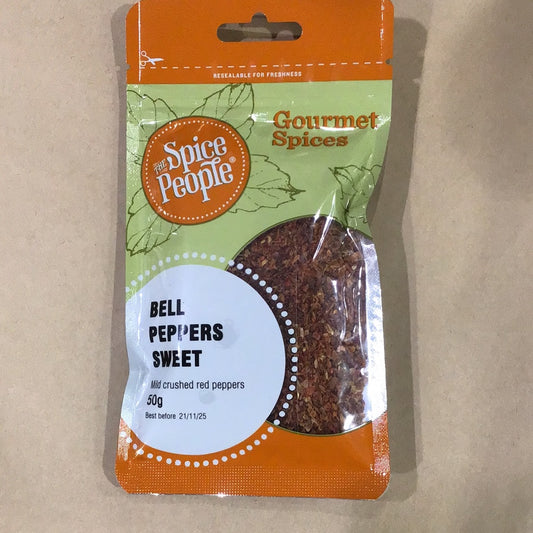 RESEALABLE FOR FRESHNESS
Gourmet
Spices
THE Spice
People®
BELL
PEPPERS
SWEET
Mild crushed red peppers
50g
Best before 21/11/25